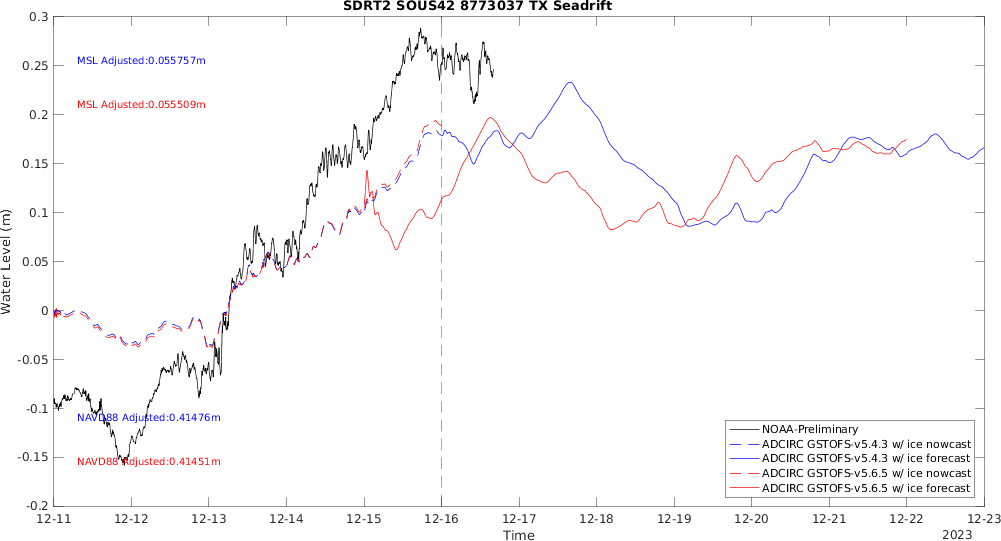 SDRT2 SOUS42 8773037 TX Seadrift
0.3
0.25
0.2
0.15
0.1
0.05
0
-0.05
-0.1
-0.15
-0.2
Water Level (m)
MSL Adjusted:0.055757m
MSL Adjusted:0.055509m
NAVD88 Adjusted:0.41476m
NAVD88 Adjusted:0.41451m
NOAA-Preliminary
ADCIRC GSTOFS-v5.4.3 w/ ice nowcast
ADCIRC GSTOFS-v5.4.3 w/ ice forecast
ADCIRC GSTOFS-v5.6.5 w/ ice nowcast
ADCIRC GSTOFS-v5.6.5 w/ ice forecast
12-11 12-12 12-13 12-14 12-15 12-16 12-17 12-18 12-19 12-20 12-21 12-22 12-23
Time
2023